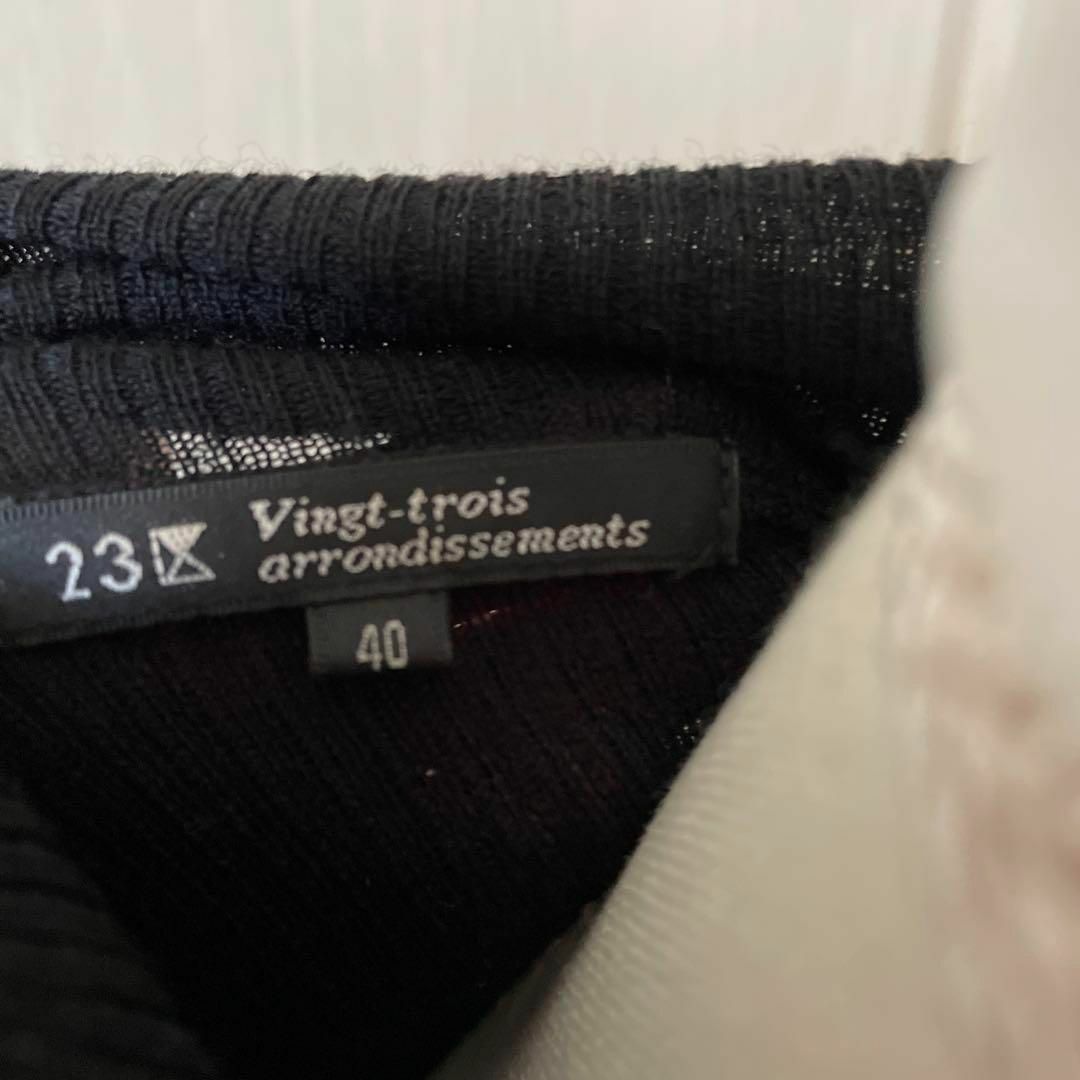 23
Vingt-trois
arrondissements
40